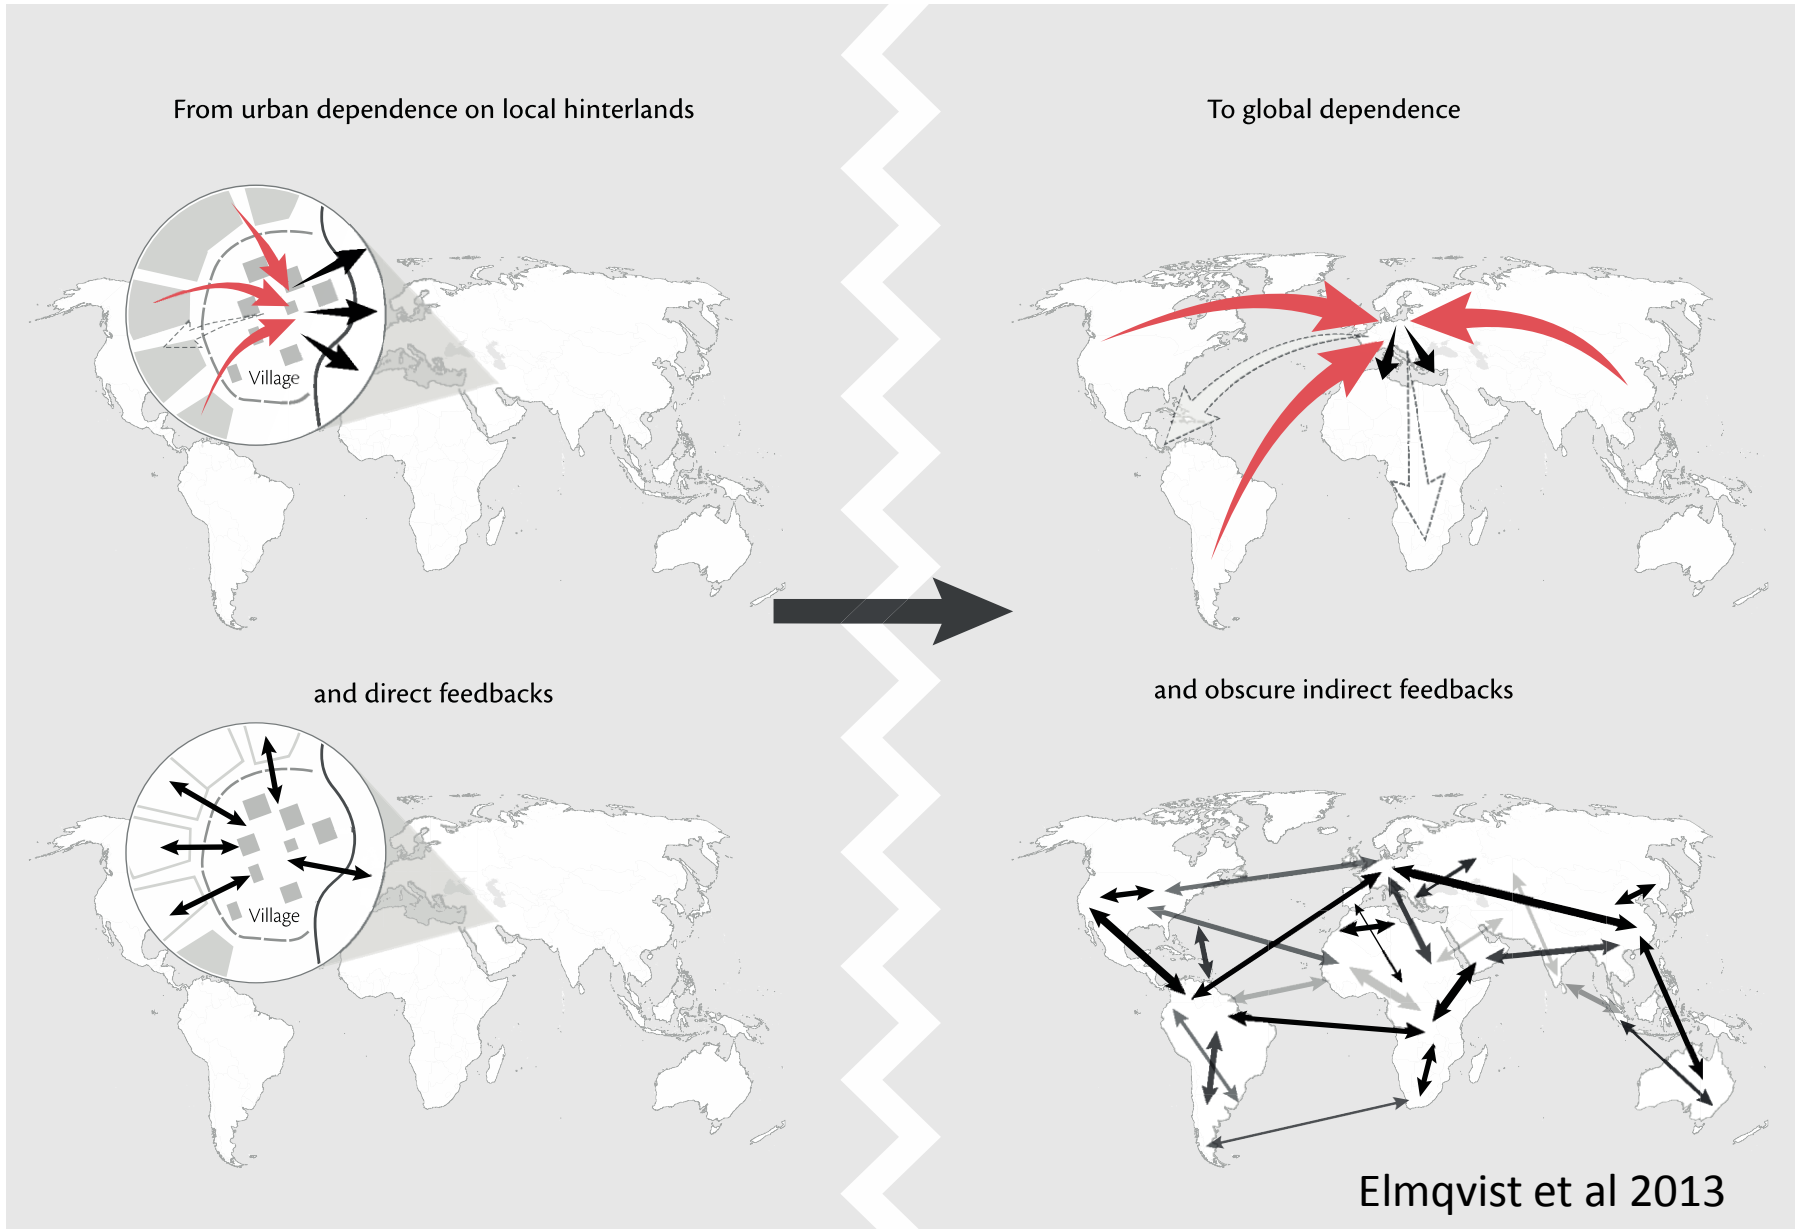 From urban dependence on local hinterlands
To global dependence
Village
and direct feedbacks
and obscure indirect feedbacks
Village
Elmqvist et al 2013